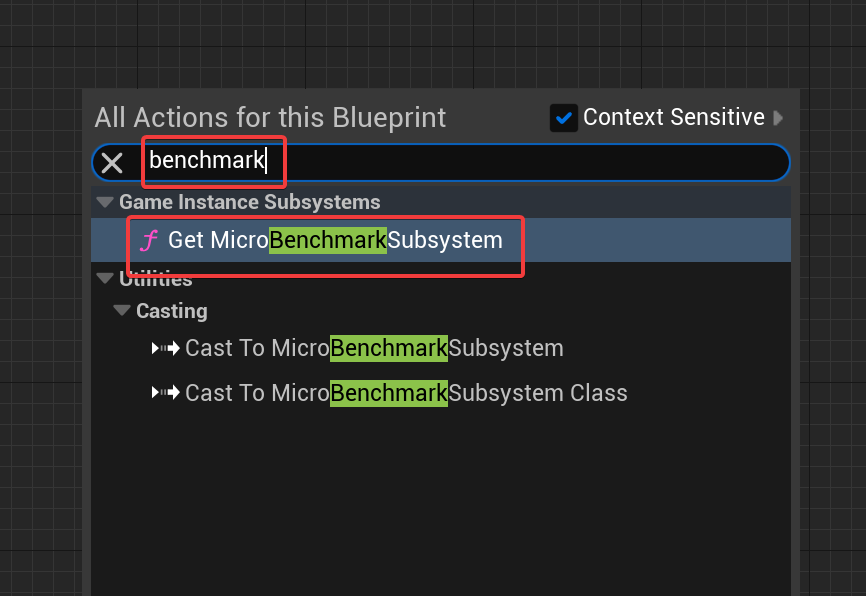 All Actions for this Blueprint
Context Sensitive
benchmark
Game Instance Subsystems
Get MicroBenchmarkSubsystem
Utilities
Casting
Cast To MicroBenchmarkSubsystem
Cast To MicroBenchmarkSubsystem Class